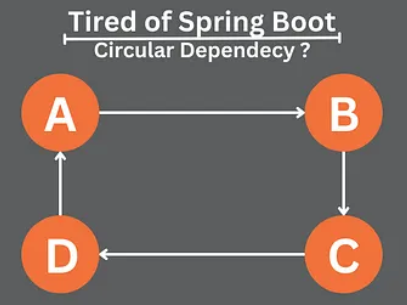 Tired of Spring Boot
Circular Dependecy ?
A
B
D
C